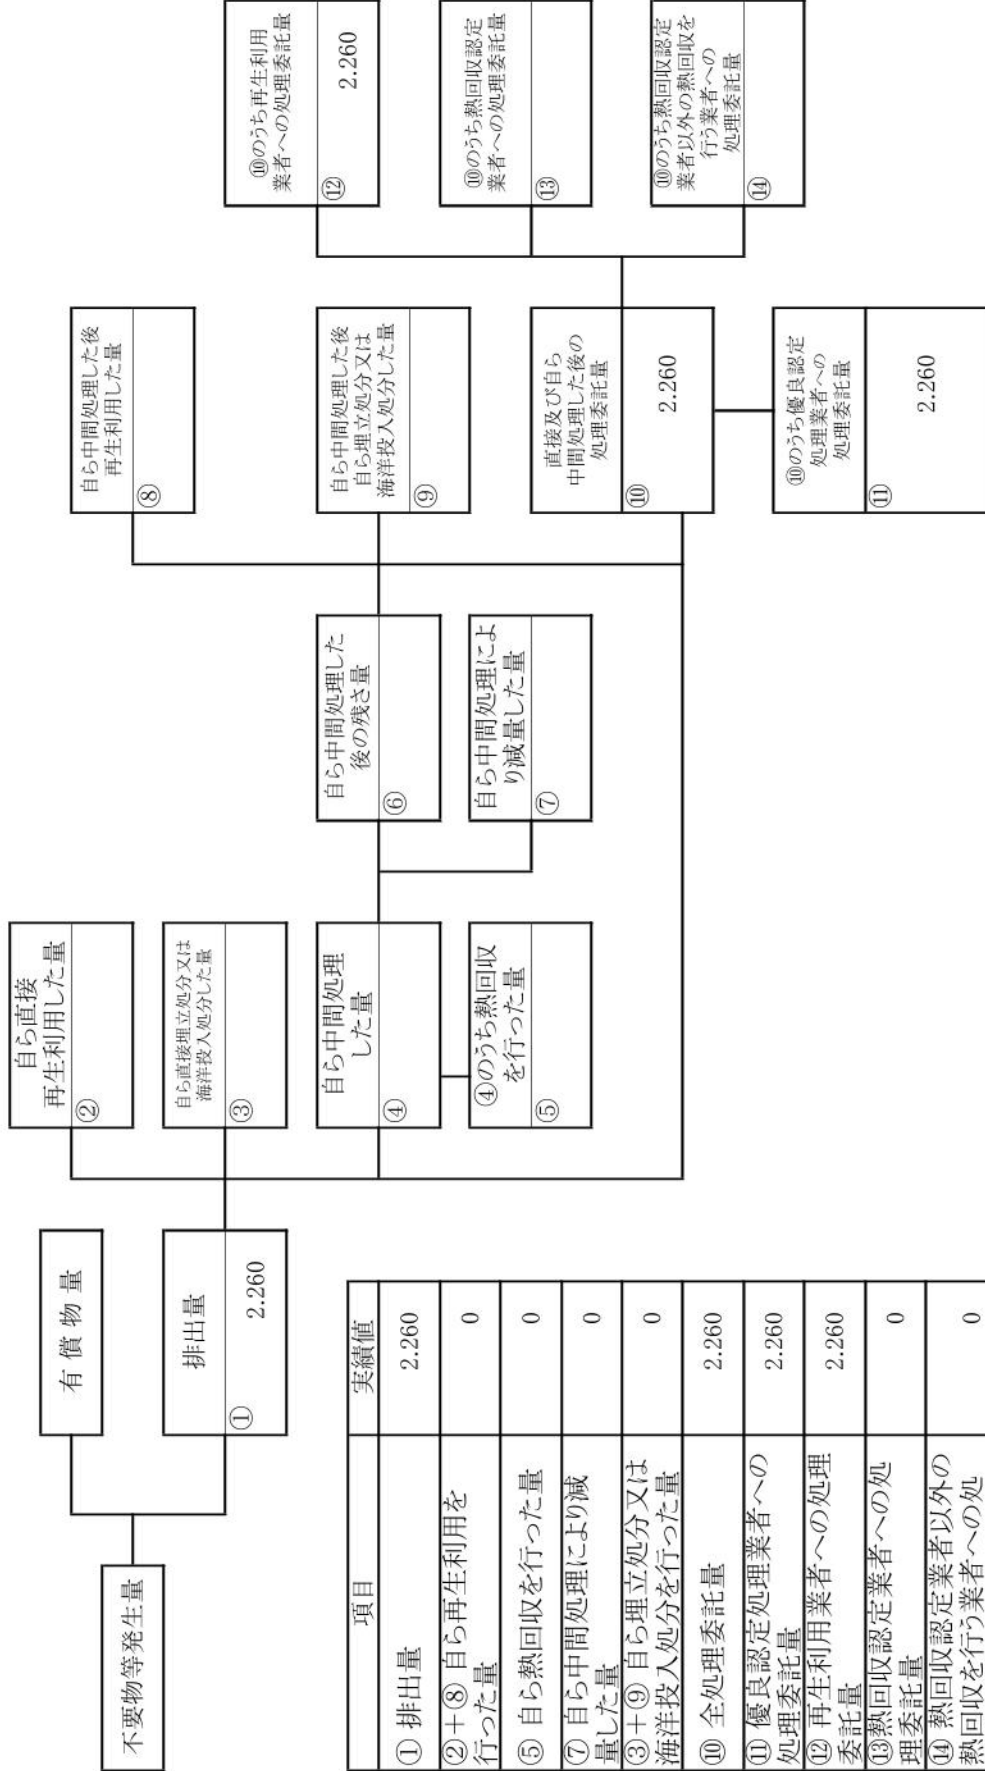 不要物等発生量
有 償 物 量
排出量
①
2.260
自ら直接
再生利用した量
②
自ら直接埋立処分又は
海洋投入処分した量
③
自ら中間処理
した量
④
④のうち熱回収
を行った量
⑤
自ら中間処理した
後の残さ量
⑥
自ら中間処理によ
り減量した量
⑦
自ら中間処理した後
再生利用した量
⑧
自ら中間処理した後
自ら埋立処分又は
海洋投入処分した量
⑨
直接及び自ら
中間処理した後の
処理委託量
⑩
2.260
⑩のうち優良認定
処理業者への
処理委託量
⑪
2.260
⑩のうち再生利用
業者への処理委託量
⑫
2.260
⑩のうち熱回収認定
業者への処理委託量
⑬
⑩のうち熱回収認定
業者以外の熱回収を
行う業者への
処理委託量
⑭
項目 実績値
① 排出量 2.260
②+⑧ 自ら再生利用を
行った量 0
⑤ 自ら熱回収を行った量 0
⑦ 自ら中間処理により減
量した量 0
③+⑨ 自ら埋立処分又は
海洋投入処分を行った量 0
⑩ 全処理委託量 2.260
⑪ 優良認定処理業者への
処理委託量 2.260
⑫ 再生利用業者への処理
委託量 2.260
⑬熱回収認定業者への処
理委託量 0
⑭ 熱回収認定業者以外の
熱回収を行う業者への処 0